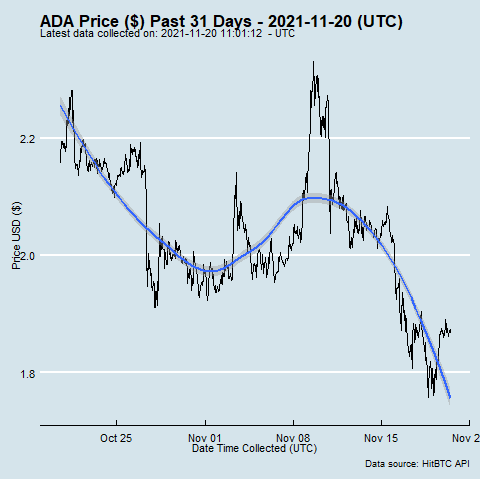 ADA Price ($) Past 31 Days - 2021-11-20 (UTC)
Latest data collected on: 2021-11-20 11:01:12 - UTC
2.2
2.0
1.8
Price USD ($)
Oct 25 Nov 01 Nov 08 Nov 15 Nov 2
Date Time Collected (UTC)
Data source: HitBTC API